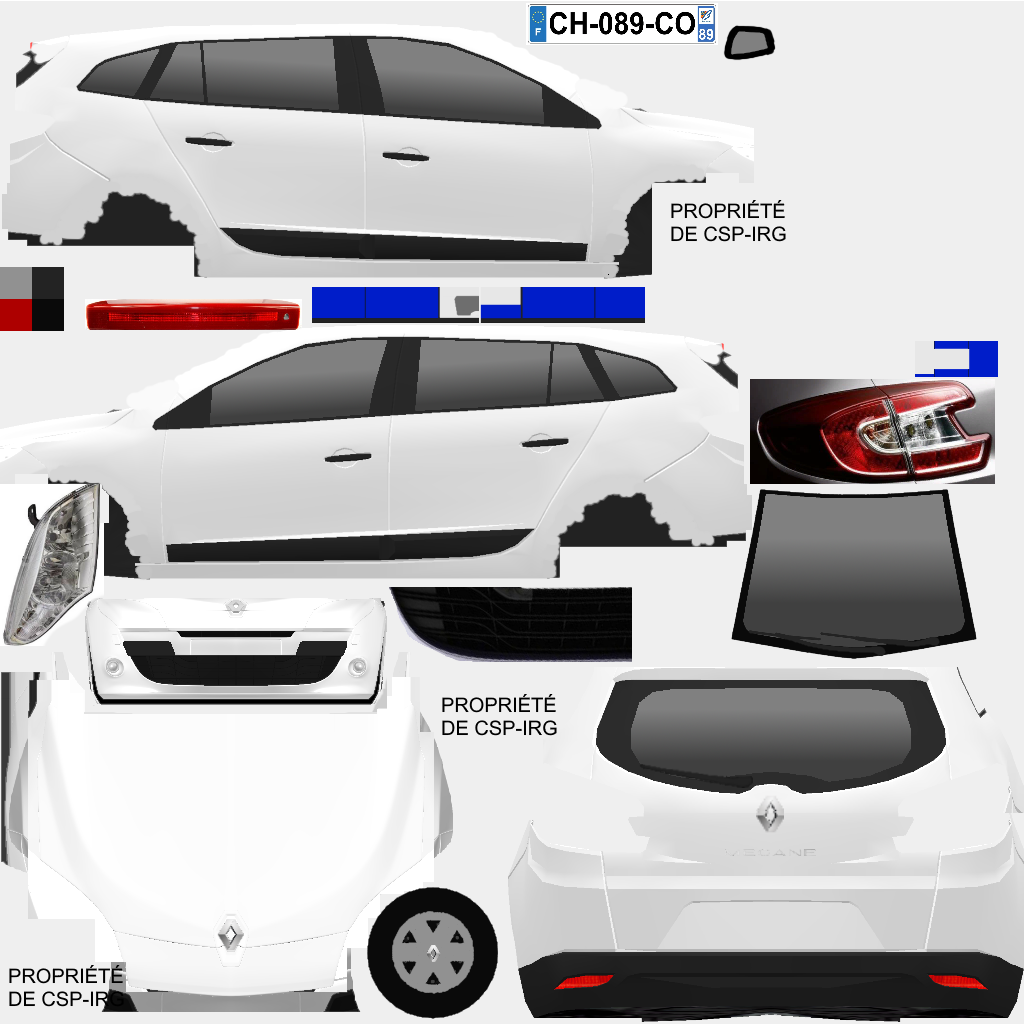 F CH-089-CO 89
PROPRIÉTÉ
DE CSP-IRG
PROPRIÉTÉ
DE CSP-IRG
MEGANE
PROPRIÉTÉ
DE CSP-IRG